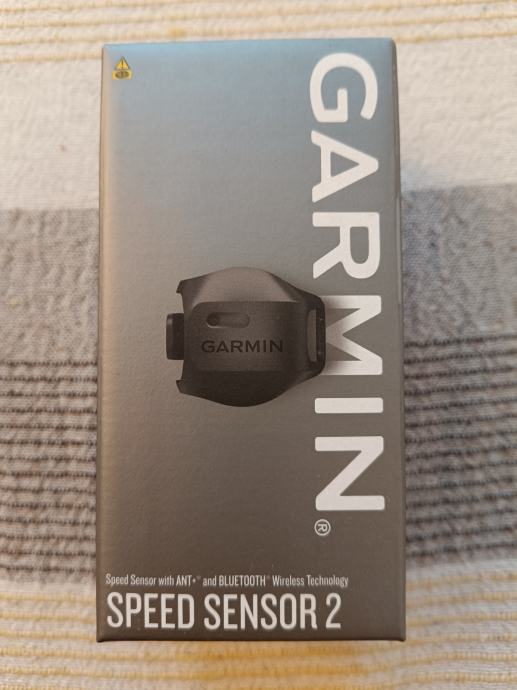 GARMIN®
GARMIN
Speed Sensor with ANT+® and BLUETOOTH® Wireless Technology
SPEED SENSOR 2